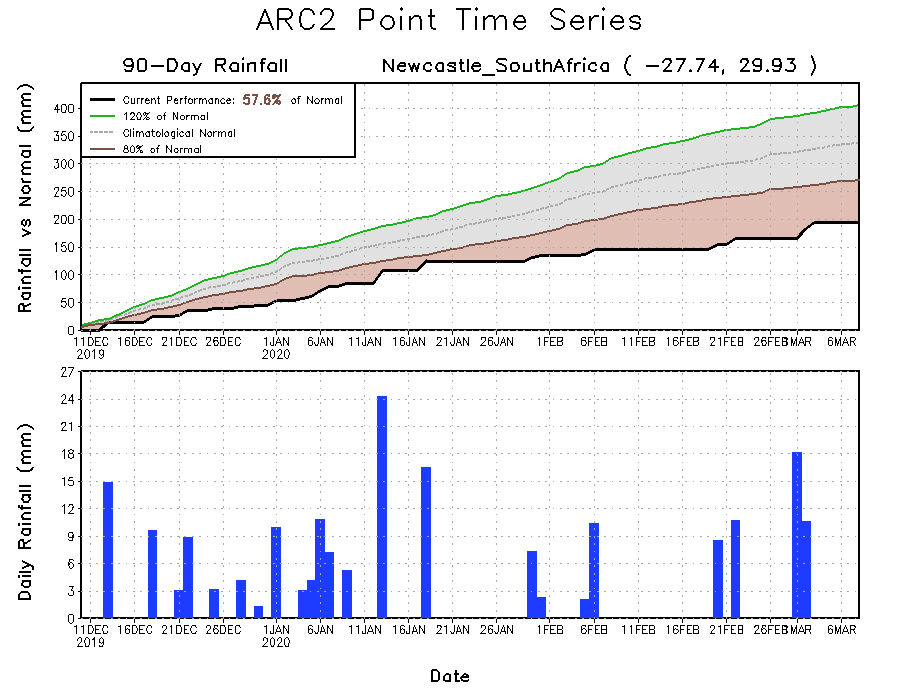 ARC2 Point Time Series
90-Day Rainfall
Newcastle_SouthAfrica ( -27.74, 29.93 )
Rainfall vs Normal (mm)
Current Performance: 57.6% of Normal
120% of Normal
Climatological Normal
80% of Normal
400
350
300
250
200
150
100
50
0
11DEC 16DEC 21DEC 26DEC 1JAN 6JAN 11JAN 16JAN 21JAN 26JAN 1FEB 6FEB 11FEB 16FEB 21FEB 26FEB 1MAR 6MAR
2019 2020
Daily Rainfall (mm)
27
24
21
18
15
12
9
6
3
0
11DEC 16DEC 21DEC 26DEC 1JAN 6JAN 11JAN 16JAN 21JAN 26JAN 1FEB 6FEB 11FEB 16FEB 21FEB 26FEB 1MAR 6MAR
2019 2020
Date